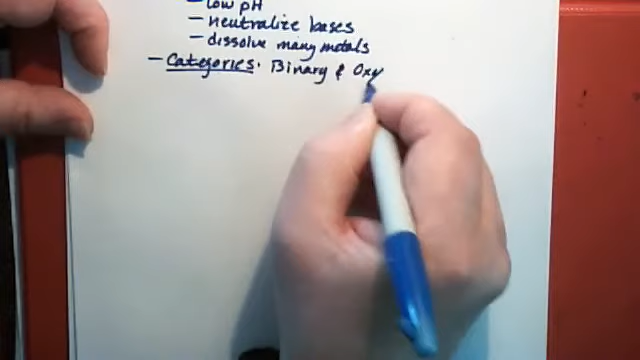 - low pH
- neutralize bases
- dissolve many metals
- Categories. Binary & Oxy